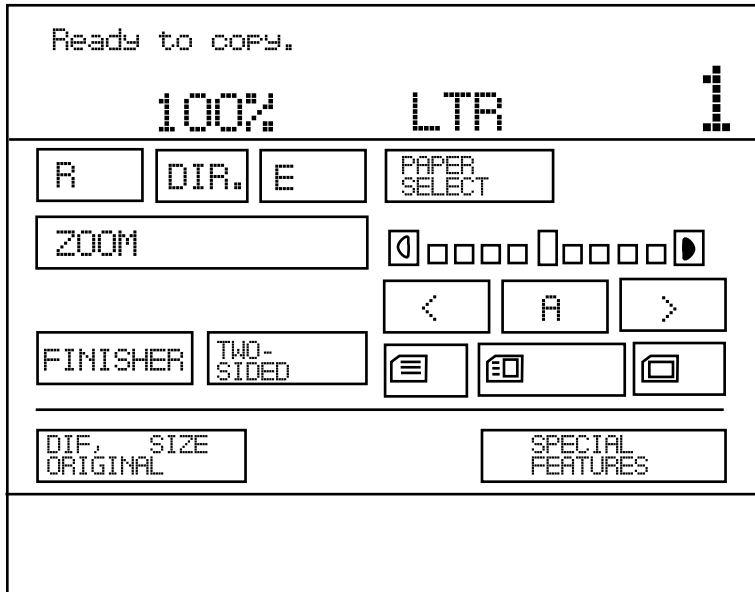 Ready to copy.
100% LTR 1
R DIR. E PAPER
SELECT
ZOOM
< A >
FINISHER TWO-
SIDED
DIF, SIZE
ORIGINAL
SPECIAL
FEATURES